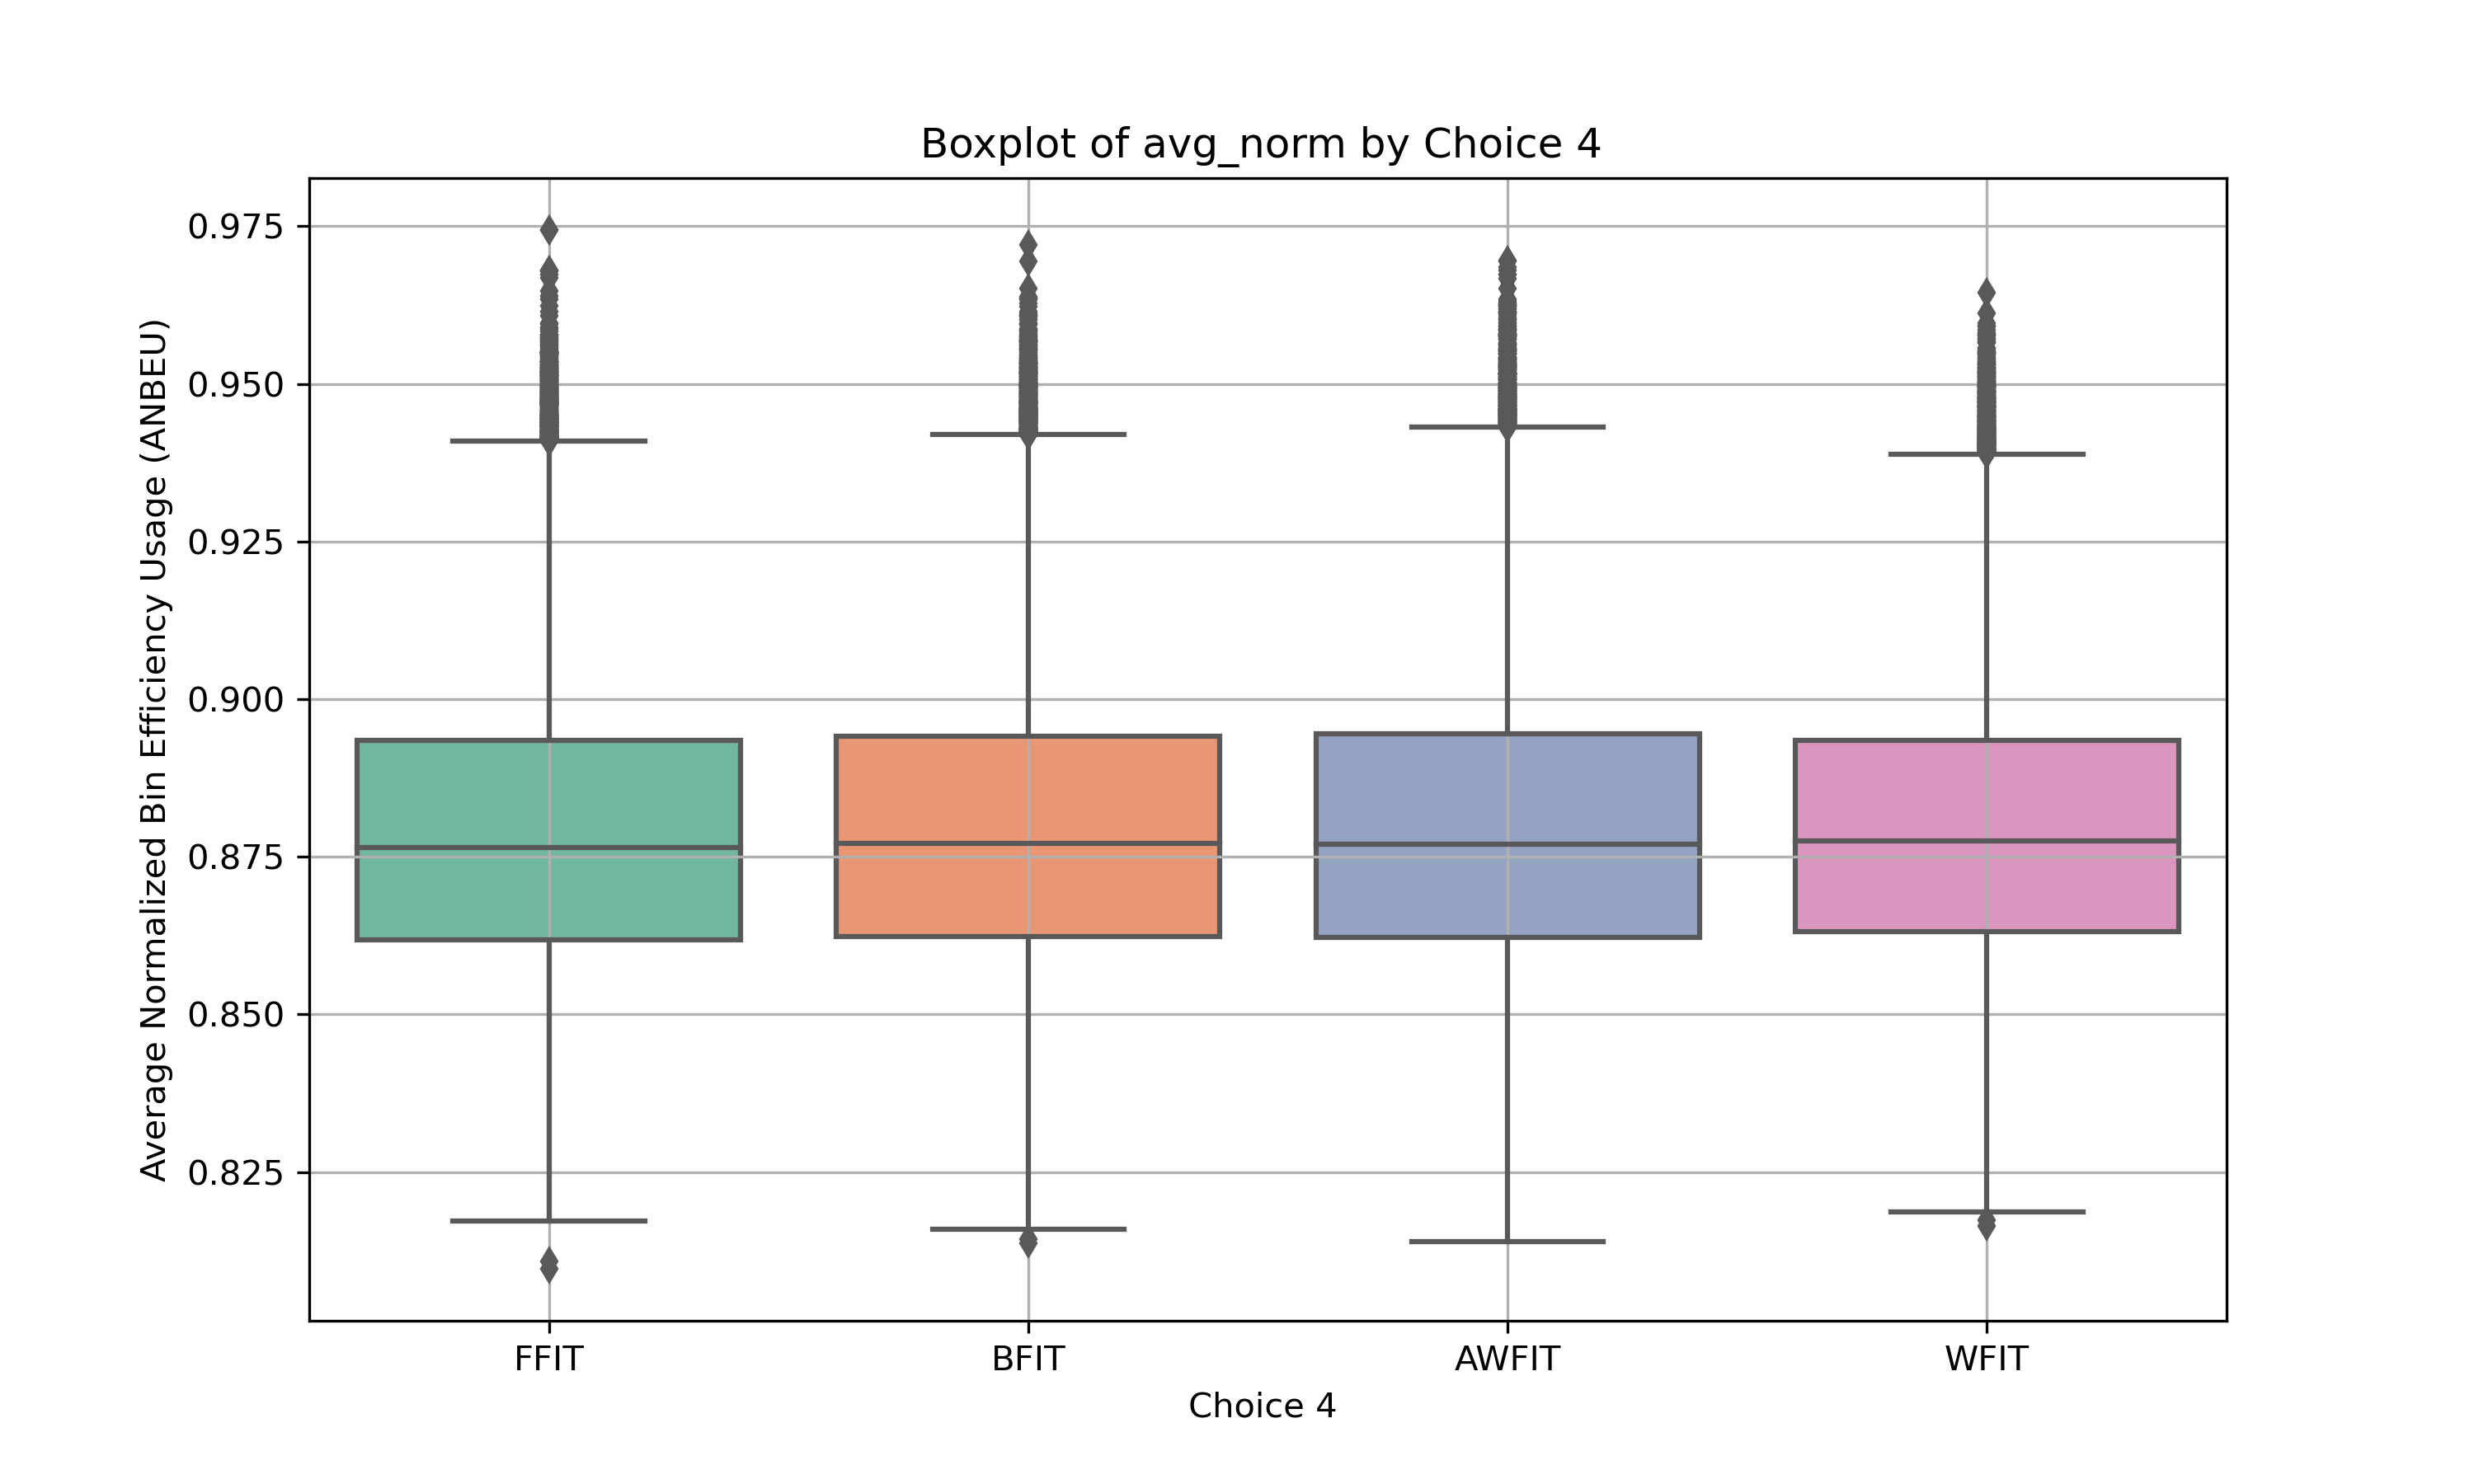 Boxplot of avg_norm by Choice 4
Average Normalized Bin Efficiency Usage (ANBEU)
0.975
0.950
0.925
0.900
0.875
0.850
0.825
FFIT
BFIT
AWFIT
WFIT
Choice 4